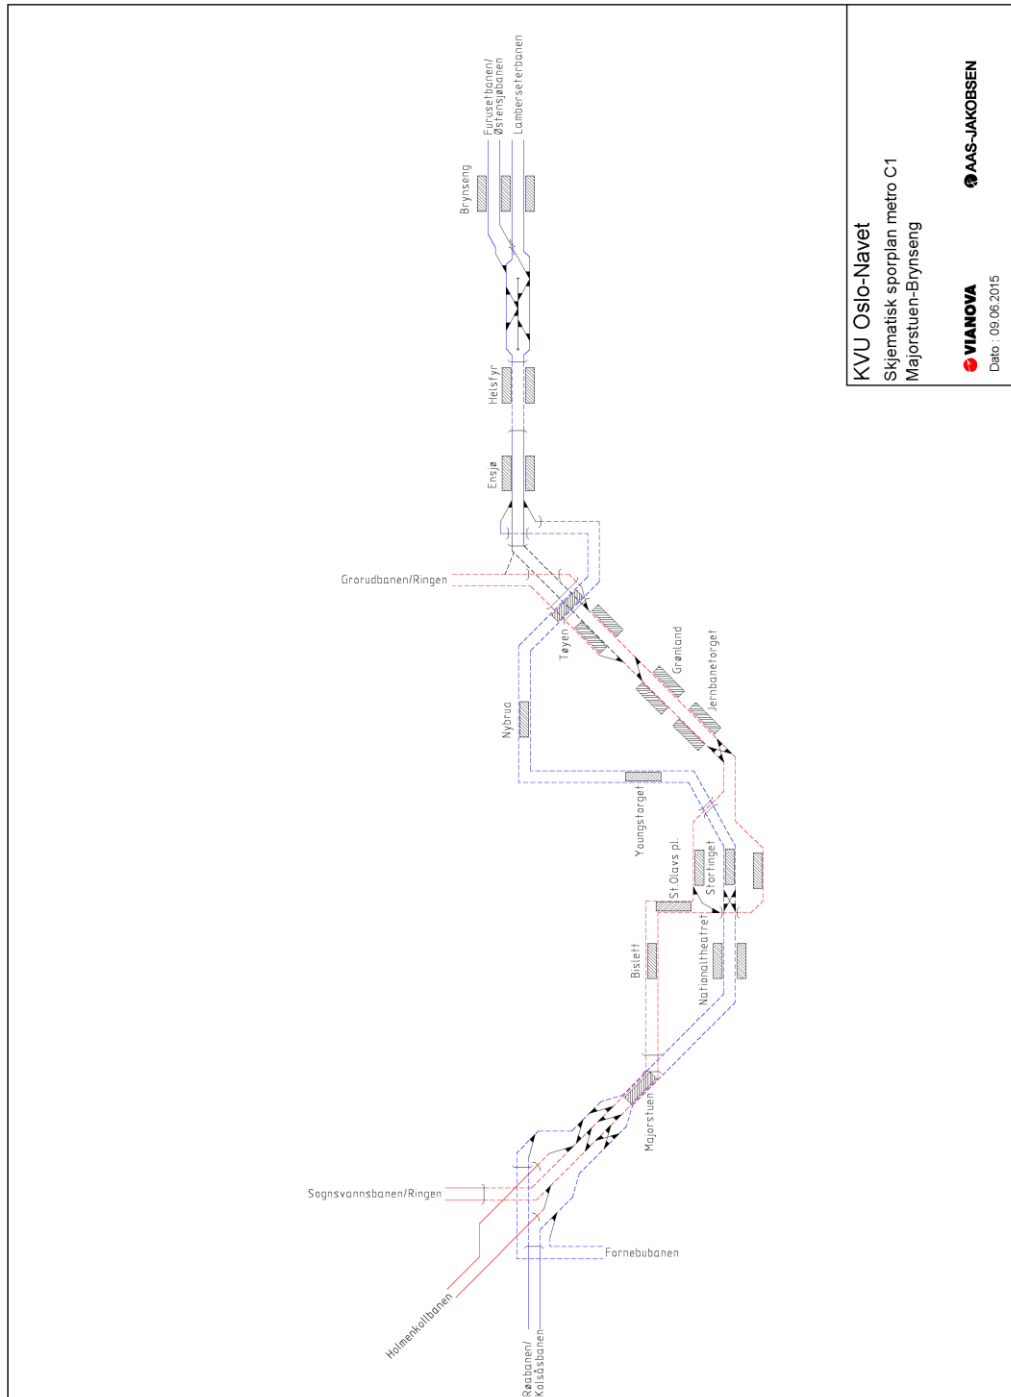 Furusetbanen/
Østensjøbanen
Lamberseterbanen
Brynseng
Helsfyr
Ensjø
Grorudbanen/Ringen
Tøyen
Grønland
Jernbanetorget
Nybrua
Youngstorget
St.Olavs pl.
Stortinget
Bislett
Nationaltheatret
Majorstuen
Sognsvannsbanen/Ringen
Fornebubanen
Holmenkollbanen
Røabanen/
Kolsåsbanen
KVU Oslo-Navet
Skjematisk sporplan metro C1
Majorstuen-Brynseng
VIANOVA
AAS-JAKOBSEN
Dato : 09.06.2015